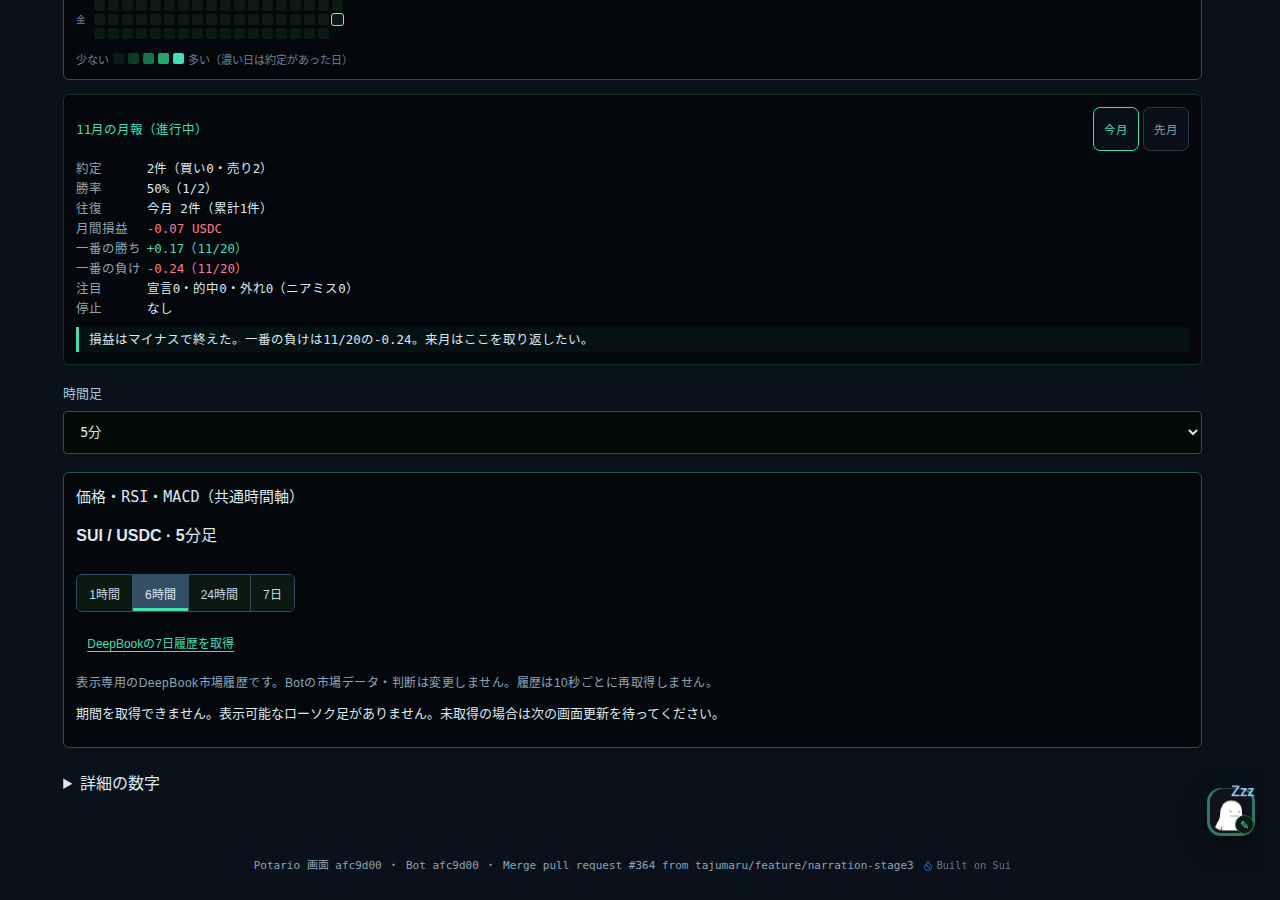 金
少ない 多い（濃い日は約定があった日）
11月の月報（進行中）
今月 先月
約定 2件（買い0・売り2）
勝率 50%（1/2）
往復 今月 2件（累計1件）
月間損益 -0.07 USDC
一番の勝ち +0.17（11/20）
一番の負け -0.24（11/20）
注目 宣言0・的中0・外れ0（ニアミス0）
停止 なし
損益はマイナスで終えた。一番の負けは11/20の-0.24。来月はここを取り返したい。
時間足
5分
価格・RSI・MACD（共通時間軸）
SUI / USDC · 5分足
1時間 6時間 24時間 7日
DeepBookの7日履歴を取得
表示専用のDeepBook市場履歴です。Botの市場データ・判断は変更しません。履歴は10秒ごとに再取得しません。
期間を取得できません。表示可能なローソク足がありません。未取得の場合は次の画面更新を待ってください。
▶ 詳細の数字
Zzz
Potario 画面 afc9d00 · Bot afc9d00 · Merge pull request #364 from tajumaru/feature/narration-stage3 Built on Sui